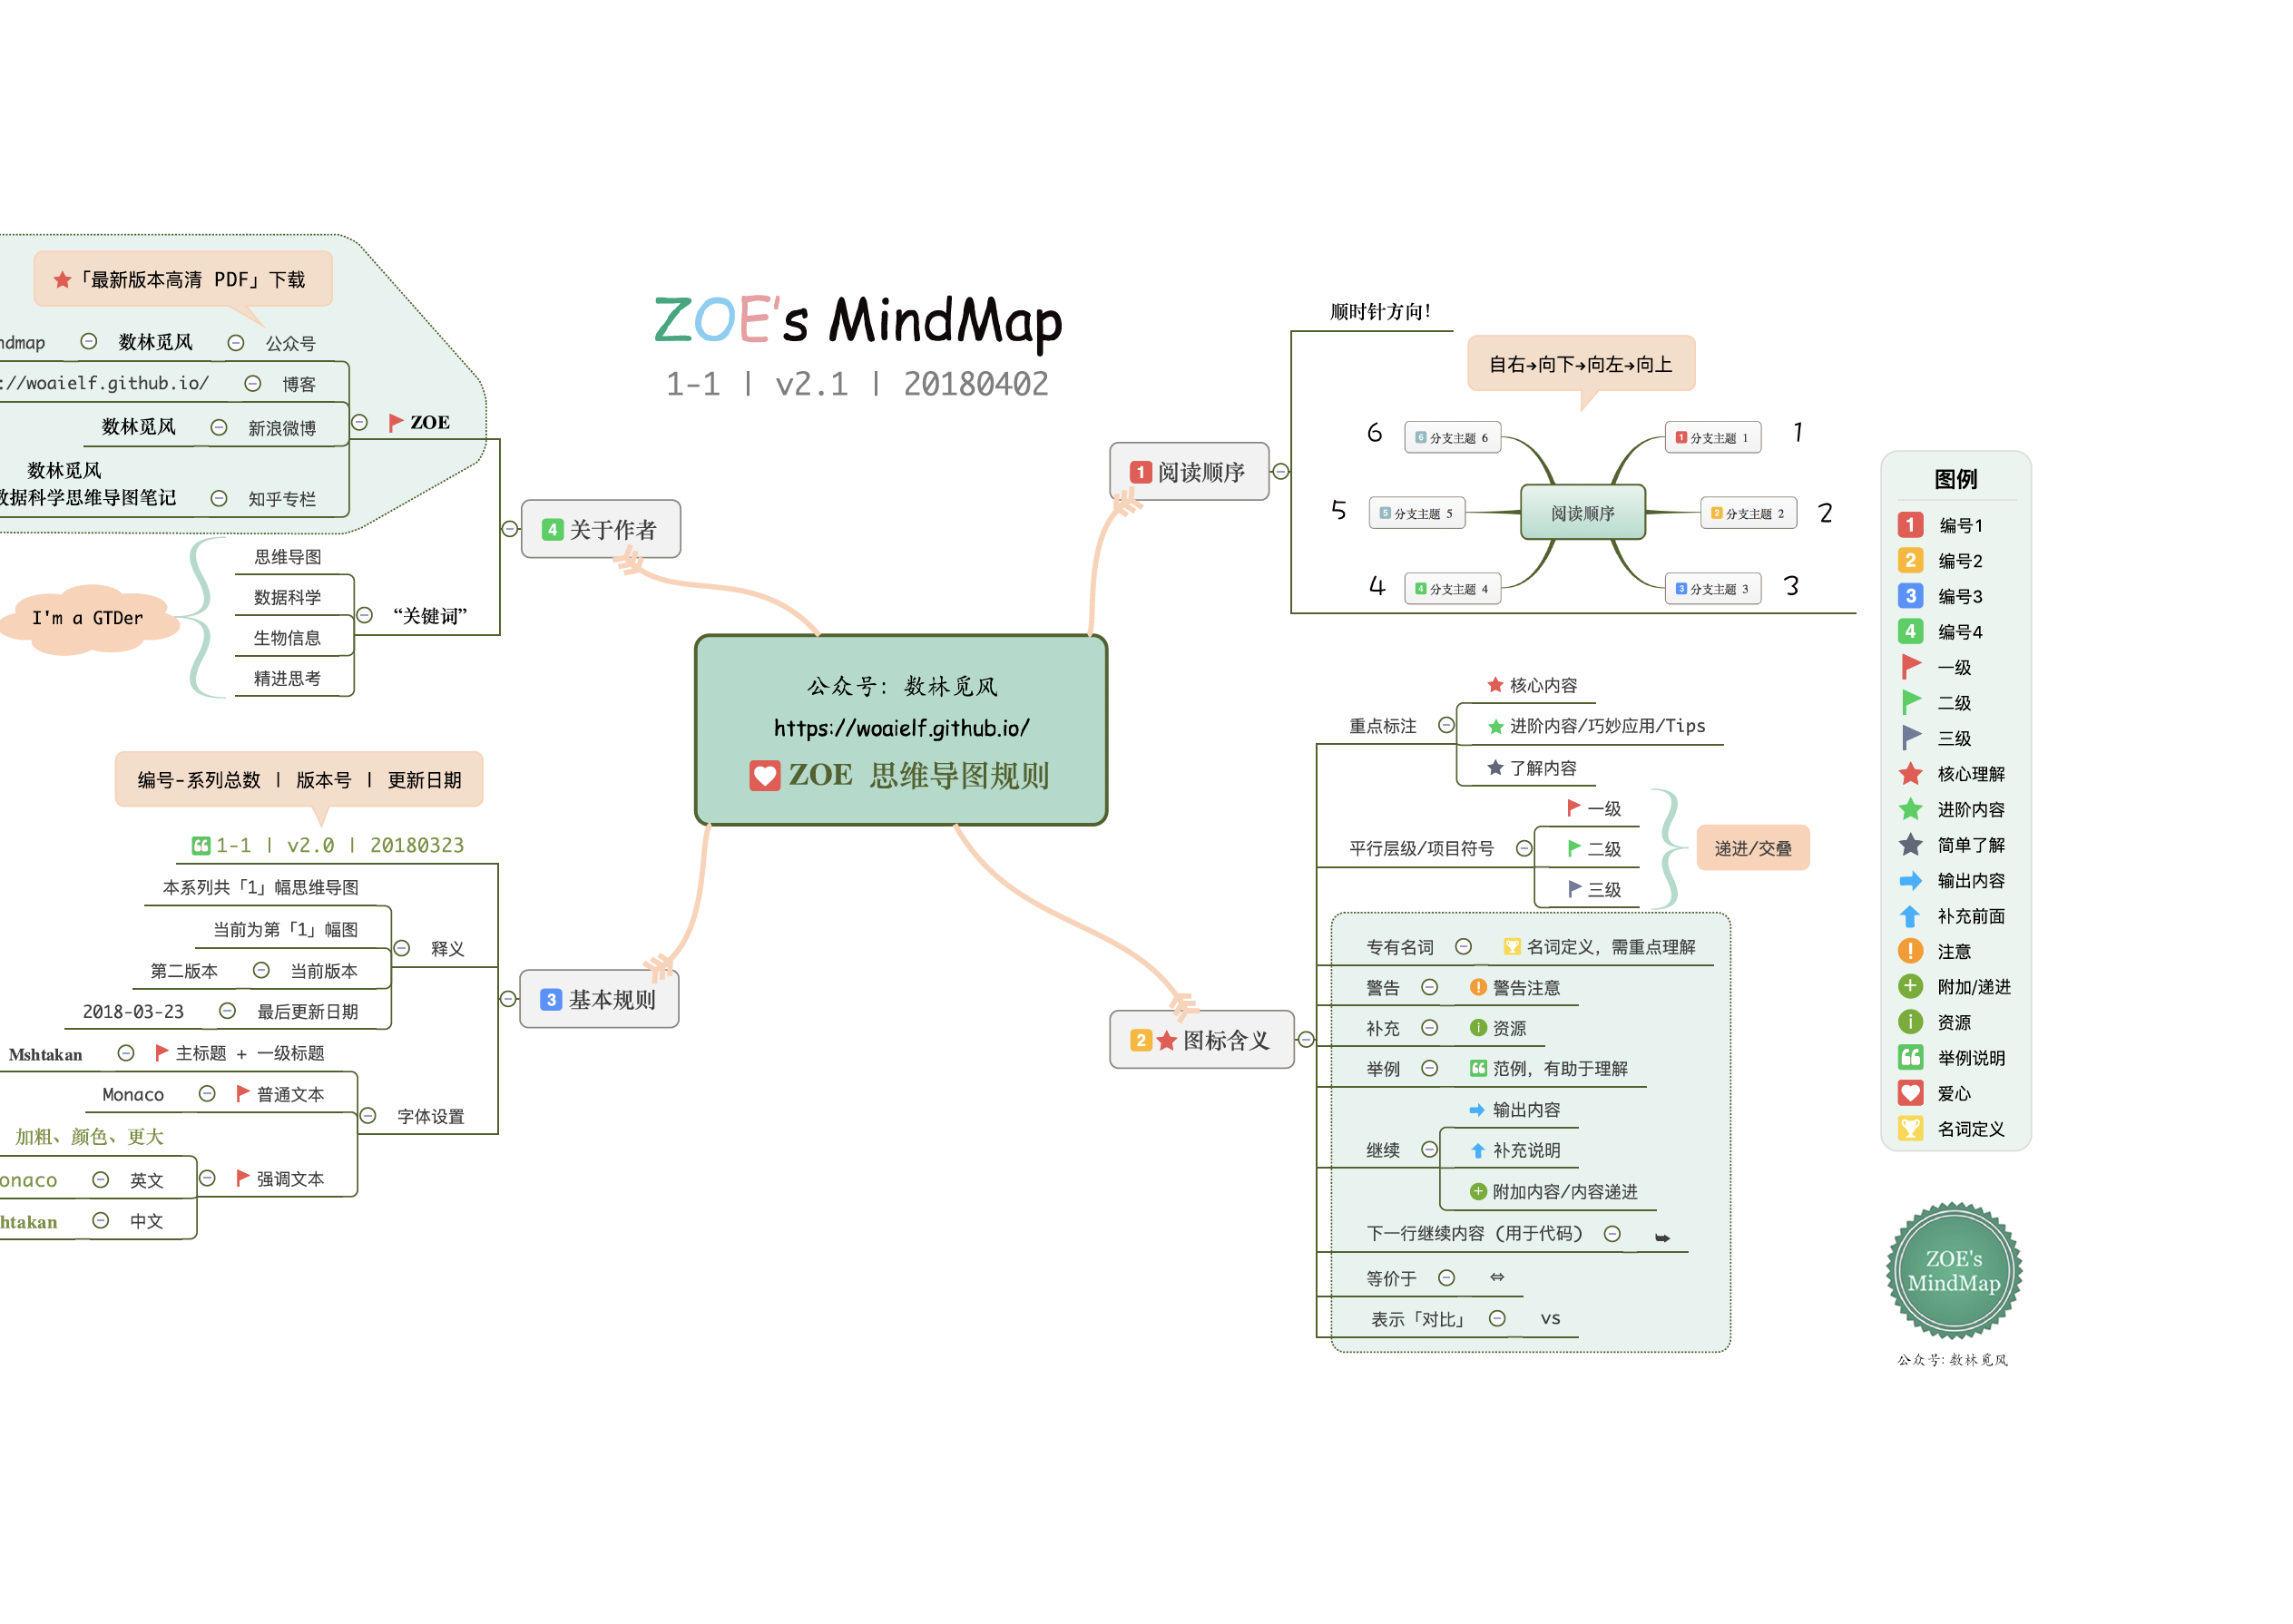 ZOE's MindMap
1-1 | v2.1 | 20180402
公众号: 数林觅风
https://woaielf.github.io/
ZOE 思维导图规则
1 阅读顺序
顺时针方向!
自右→向下→向左→向上
阅读顺序
1 分支主题 1
1
2 分支主题 2
2
3 分支主题 3
3
4 分支主题 4
4
5 分支主题 5
5
6 分支主题 6
6
2 图标含义
重点标注
核心内容
进阶内容/巧妙应用/Tips
了解内容
平行层级/项目符号
一级
二级
三级
递进/交叠
专有名词 名词定义, 需重点理解
警告 警告注意
补充 资源
举例 范例, 有助于理解
继续
输出内容
补充说明
附加内容/内容递进
下一行继续内容 (用于代码) ➥
等价于 ⇔
表示「对比」 vs
3 基本规则
编号-系列总数 | 版本号 | 更新日期
1-1 | v2.0 | 20180323
释义
本系列共「1」幅思维导图
当前为第「1」幅图
第二版本 当前版本
2018-03-23 最后更新日期
字体设置
Mshtakan 主标题 + 一级标题
Monaco 普通文本
强调文本
加粗、颜色、更大
onaco 英文
htakan 中文
4 关于作者
ZOE
「最新版本高清 PDF」下载
ndmap 数林觅风 公众号
://woaielf.github.io/ 博客
数林觅风 新浪微博
数林觅风
数据科学思维导图笔记 知乎专栏
“关键词”
思维导图
数据科学
生物信息
精进思考
I'm a GTDer
图例
1 编号1
2 编号2
3 编号3
4 编号4
一级
二级
三级
核心理解
进阶内容
简单了解
输出内容
补充前面
注意
附加/递进
资源
举例说明
爱心
名词定义
ZOE's
MindMap
公众号: 数林觅风